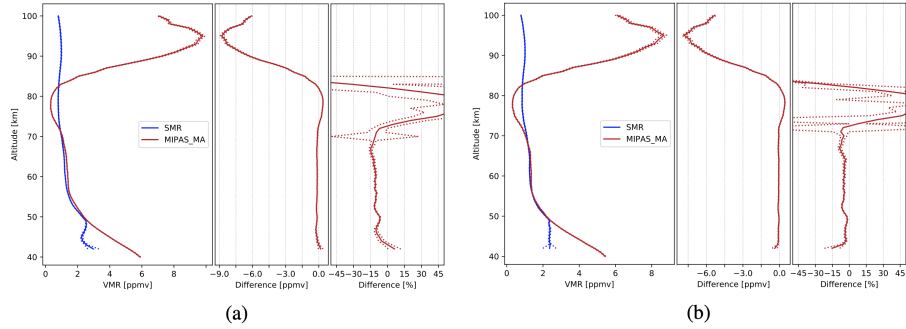 100
90
80
70
60
50
40
Altitude [km]
SMR
MIPAS_MA
0 2 4 6 8
VMR [ppmv]
−9.0 −6.0 −3.0 0.0
Difference [ppmv]
−45 −30 −15 0 15 30 45
Difference [%]
(a)
100
90
80
70
60
50
40
Altitude [km]
SMR
MIPAS_MA
0 2 4 6 8
VMR [ppmv]
−6.0 −3.0 0.0
Difference [ppmv]
−45 −30 −15 0 15 30 45
Difference [%]
(b)